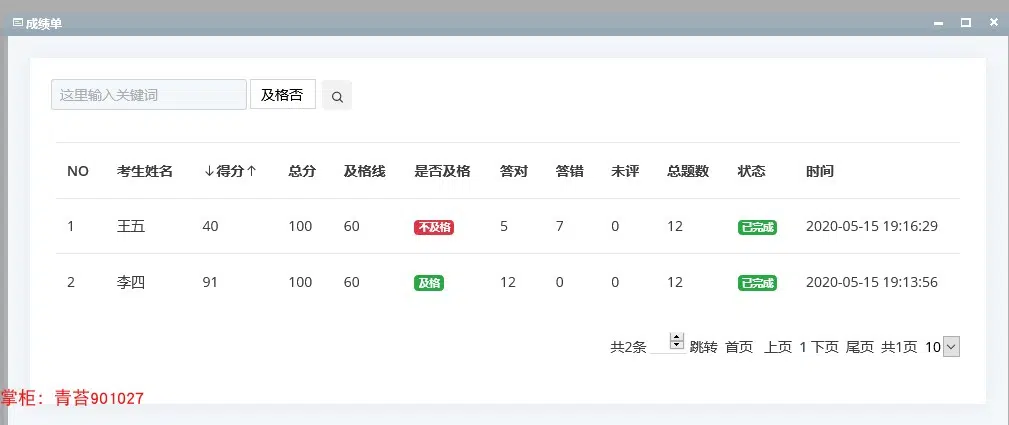 成绩单
这里输入关键词 及格否
NO 考生姓名 ↓得分↑ 总分 及格线 是否及格 答对 答错 未评 总题数 状态 时间
1 王五 40 100 60 不及格 5 7 0 12 已完成 2020-05-15 19:16:29
2 李四 91 100 60 及格 12 0 0 12 已完成 2020-05-15 19:13:56
共2条 跳转 首页 上页 1 下页 尾页 共1页 10
掌柜：青苔901027